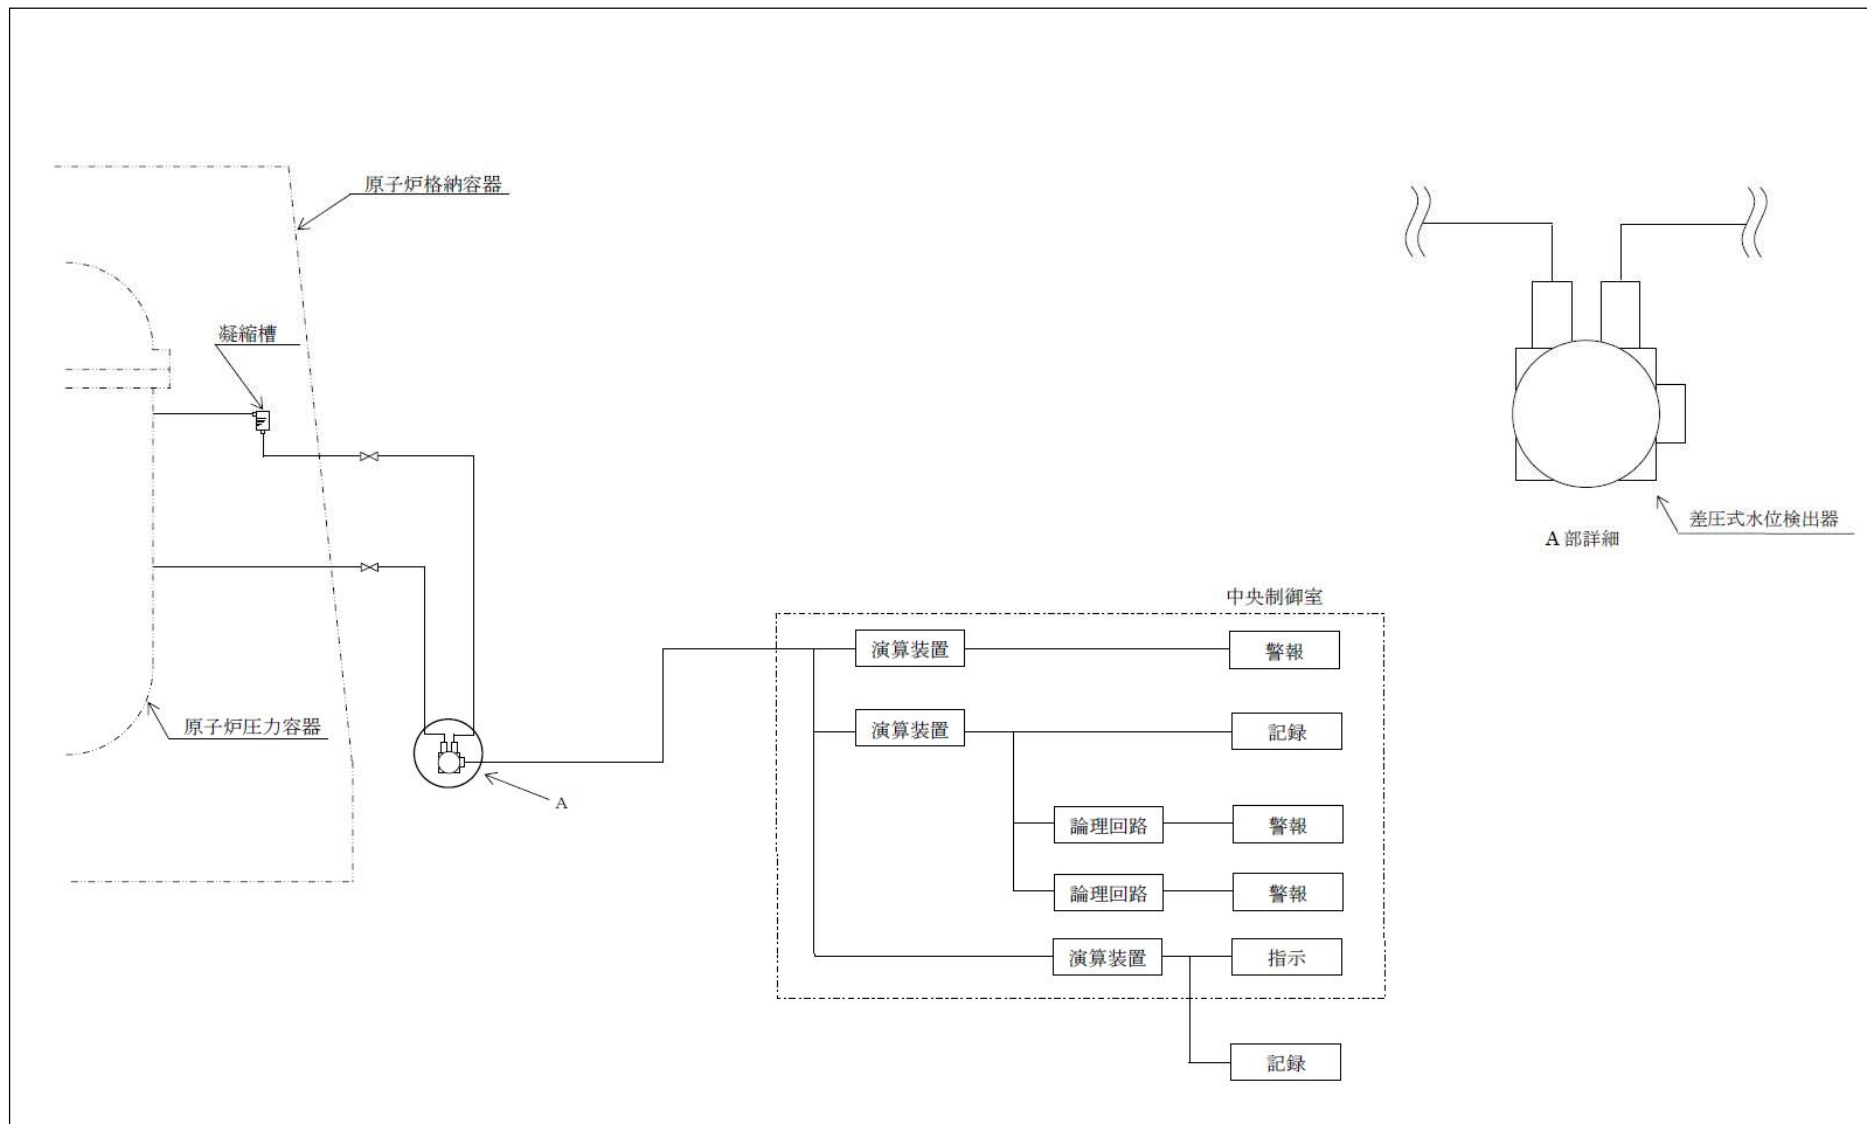 原子炉格納容器
凝縮槽
原子炉圧力容器
A
差圧式水位検出器
A 部詳細
中央制御室
演算装置
警報
演算装置
記録
論理回路
警報
論理回路
警報
演算装置
指示
記録